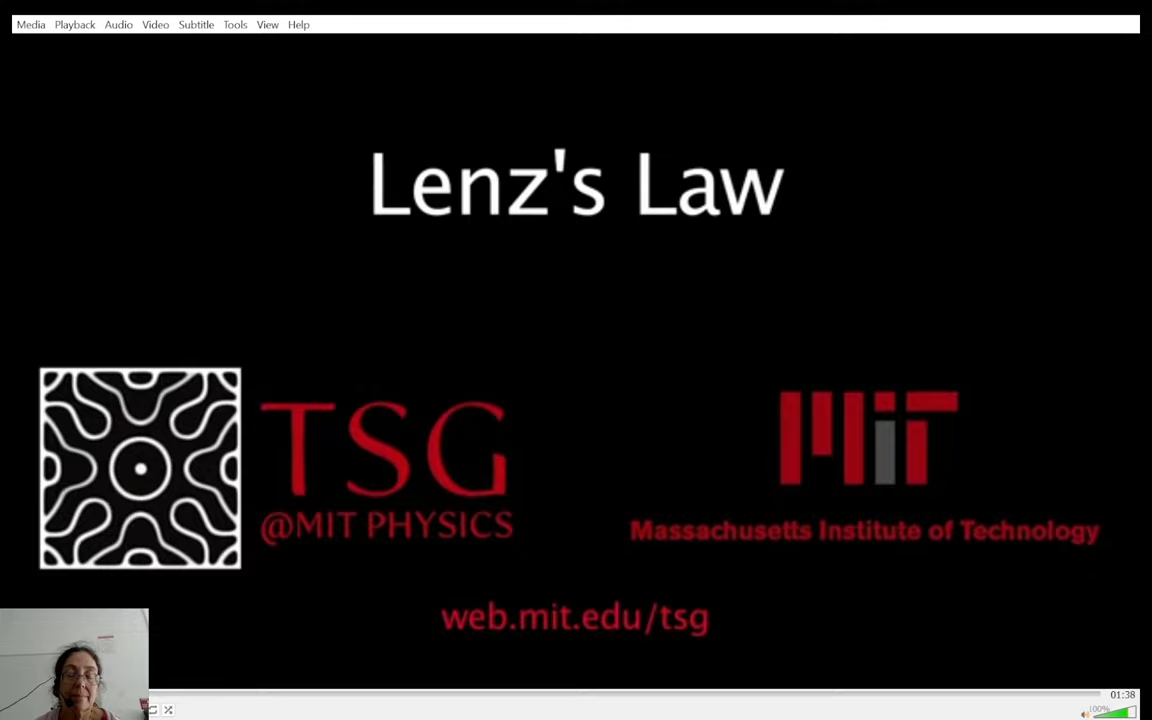 Media Playback Audio Video Subtitle Tools View Help
Lenz's Law
TSG
@MIT PHYSICS
MiT
Massachusetts Institute of Technology
web.mit.edu/tsg
01:38
100%